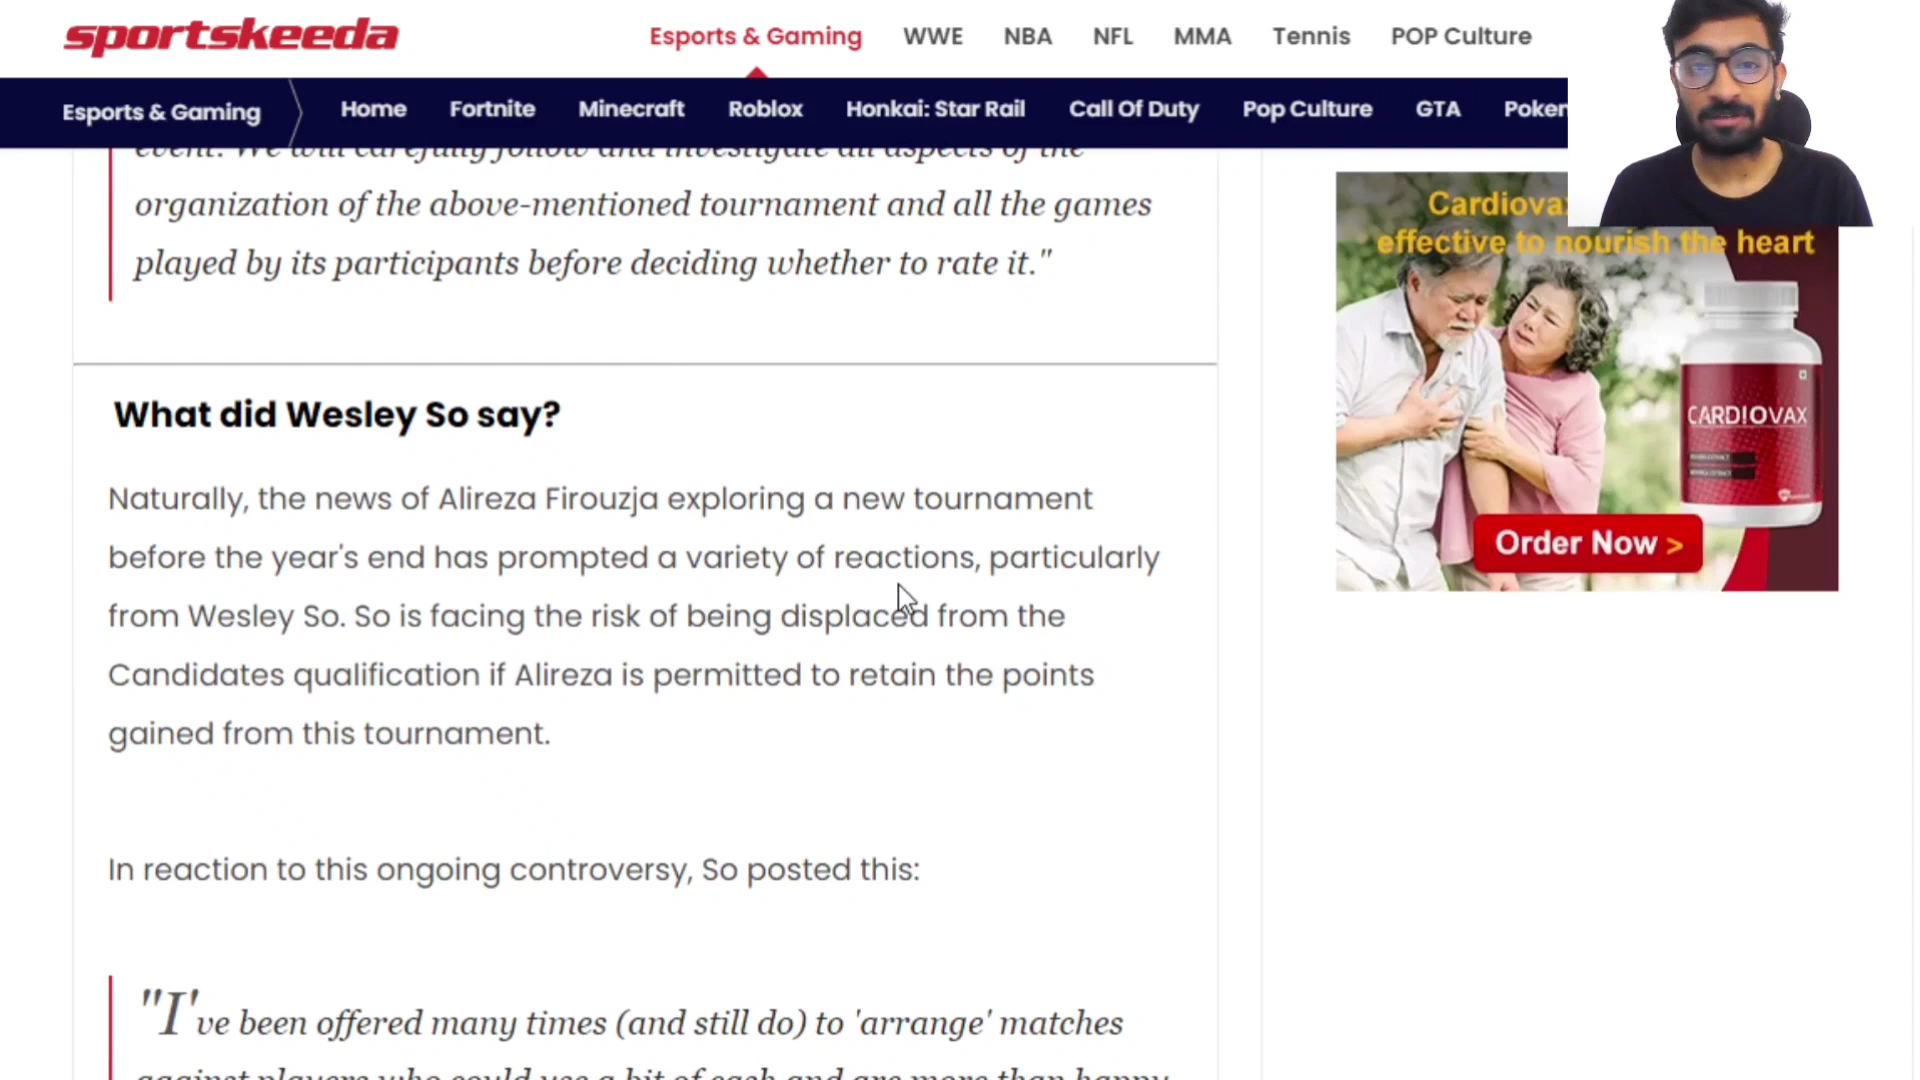 sportskeeda
Esports & Gaming WWE NBA NFL MMA Tennis POP Culture
Esports & Gaming Home Fortnite Minecraft Roblox Honkai: Star Rail Call Of Duty Pop Culture GTA
event. We will carefully follow and investigate all aspects of the
organization of the above-mentioned tournament and all the games
played by its participants before deciding whether to rate it."
What did Wesley So say?
Naturally, the news of Alireza Firouzja exploring a new tournament
before the year's end has prompted a variety of reactions, particularly
from Wesley So. So is facing the risk of being displaced from the
Candidates qualification if Alireza is permitted to retain the points
gained from this tournament.
In reaction to this ongoing controversy, So posted this:
"I've been offered many times (and still do) to 'arrange' matches
against players who could use a bit of cash and are more than happy
effective to nourish the heart
CARDIOVAX
Order Now >